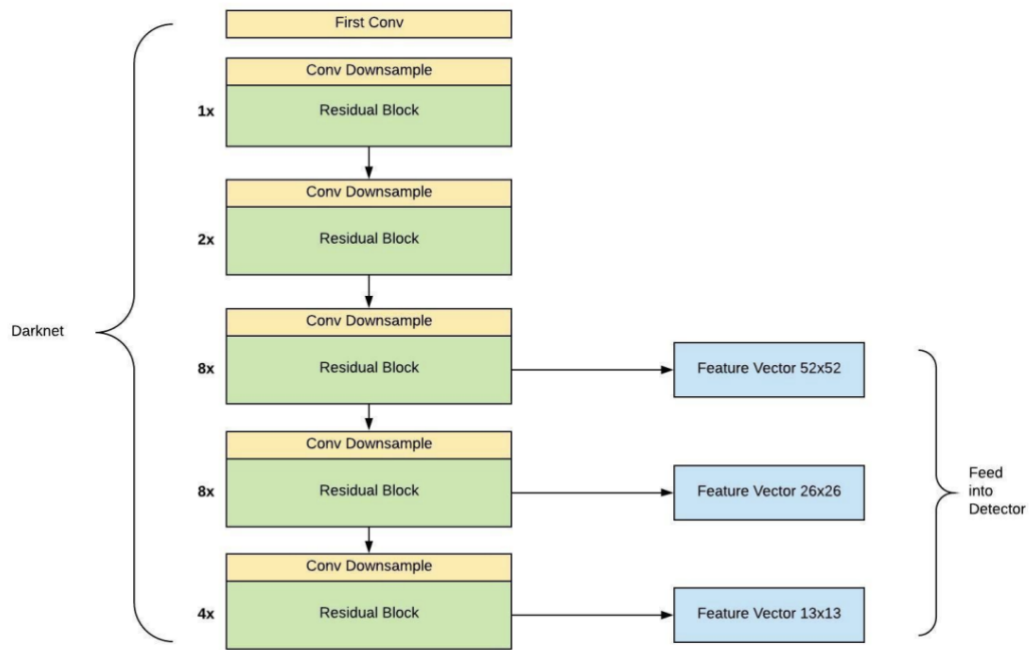 First Conv
Conv Downsample
1x
Residual Block
Conv Downsample
2x
Residual Block
Darknet
Conv Downsample
8x
Residual Block
Feature Vector 52x52
Conv Downsample
8x
Residual Block
Feature Vector 26x26
Feed
into
Detector
Conv Downsample
4x
Residual Block
Feature Vector 13x13